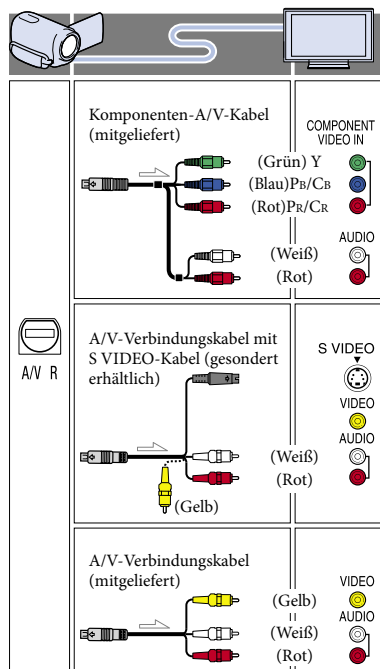 Komponenten-A/V-Kabel
(mitgeliefert)
COMPONENT
VIDEO IN
(Grün) Y
(Blau)PB/CB
(Rot)PR/CR
AUDIO
(Weiß)
(Rot)
A/V R
A/V-Verbindungskabel mit
S VIDEO-Kabel (gesondert
erhältlich)
S VIDEO
VIDEO
AUDIO
(Weiß)
(Rot)
(Gelb)
A/V-Verbindungskabel
(mitgeliefert)
VIDEO
(Gelb)
AUDIO
(Weiß)
(Rot)